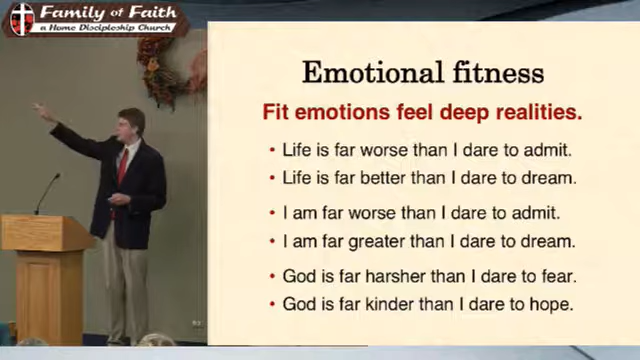 Family of Faith
a Home Discipleship Church
Emotional fitness
Fit emotions feel deep realities.
• Life is far worse than I dare to admit.
• Life is far better than I dare to dream.
• I am far worse than I dare to admit.
• I am far greater than I dare to dream.
• God is far harsher than I dare to fear.
• God is far kinder than I dare to hope.